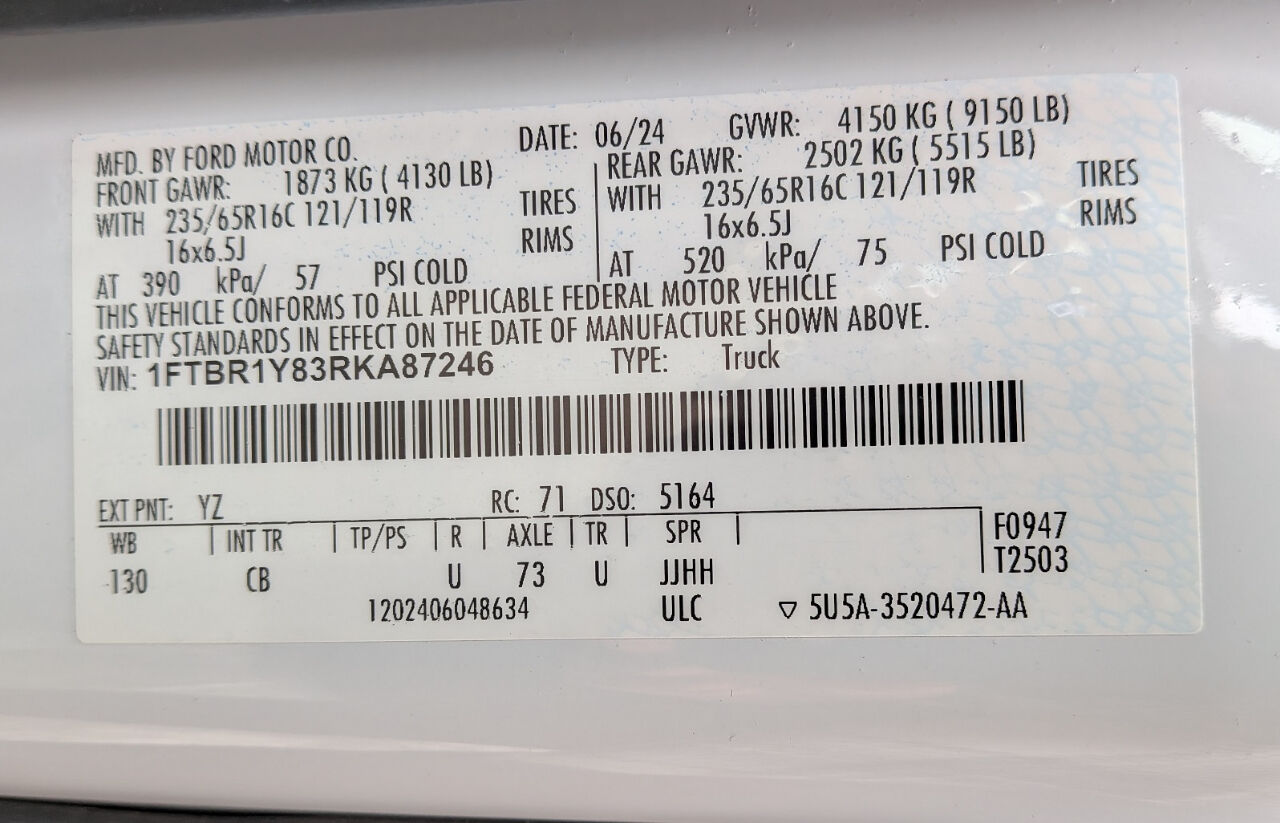 MFD. BY FORD MOTOR CO. DATE: 06/24 GVWR: 4150 KG ( 9150 LB)
FRONT GAWR: 1873 KG ( 4130 LB) REAR GAWR: 2502 KG ( 5515 LB)
WITH 235/65R16C 121/119R TIRES WITH 235/65R16C 121/119R TIRES
16x6.5J RIMS 16x6.5J RIMS
AT 390 kPa/ 57 PSI COLD AT 520 kPa/ 75 PSI COLD
THIS VEHICLE CONFORMS TO ALL APPLICABLE FEDERAL MOTOR VEHICLE
SAFETY STANDARDS IN EFFECT ON THE DATE OF MANUFACTURE SHOWN ABOVE.
VIN: 1FTBR1Y83RKA87246 TYPE: Truck
EXT PNT: YZ RC: 71 DSO: 5164
WB INT TR TP/PS R AXLE TR SPR F0947
T2503
130 CB U 73 U JJHH
1202406048634 ULC ▽ 5U5A-3520472-AA